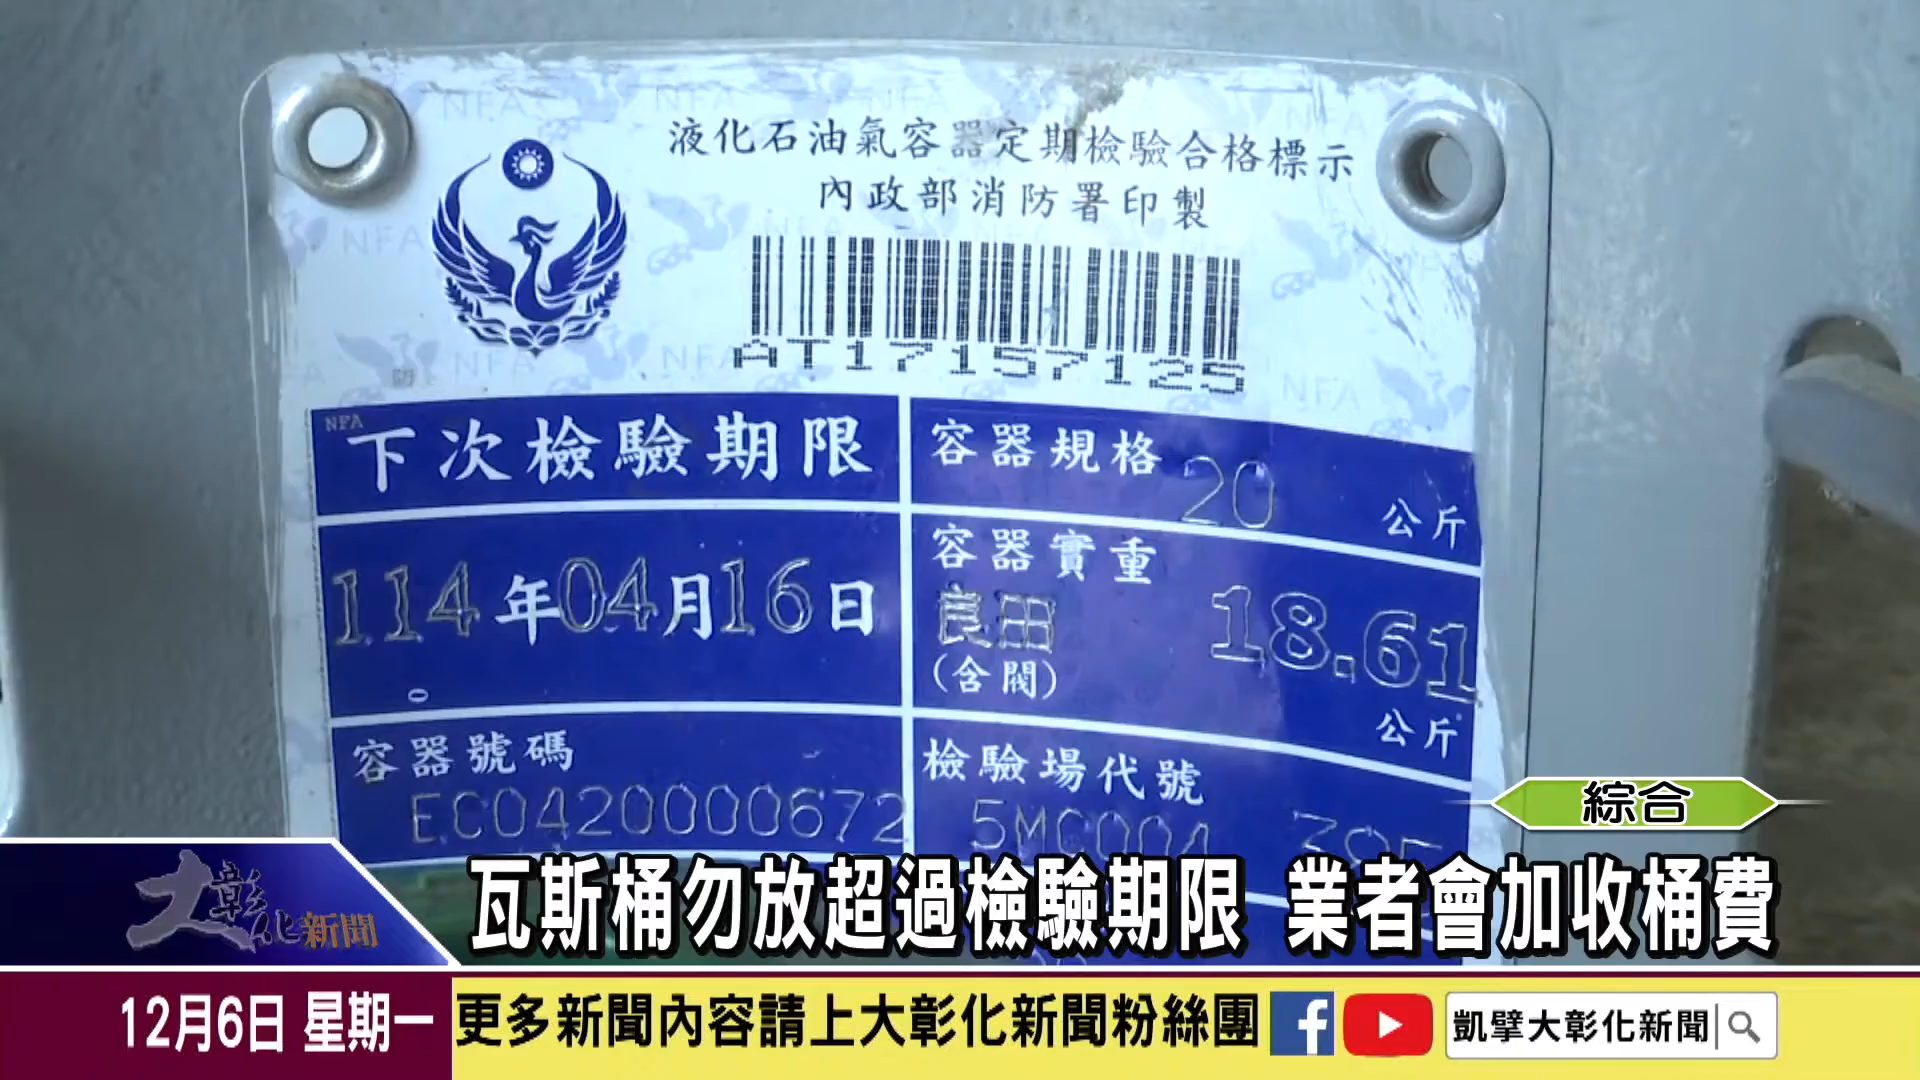 液化石油氣容器定期檢驗合格標示
內政部消防署印製
AT17157125
NFA
下次檢驗期限
容器規格 20 公斤
114年04月16日
容器實重 18.61 公斤
良田
(含閥)
容器號碼
EC0420000672
檢驗場代號
5MC004
綜合
瓦斯桶勿放超過檢驗期限 業者會加收桶費
大彰化新聞
12月6日 星期一
更多新聞內容請上大彰化新聞粉絲團
凱擘大彰化新聞